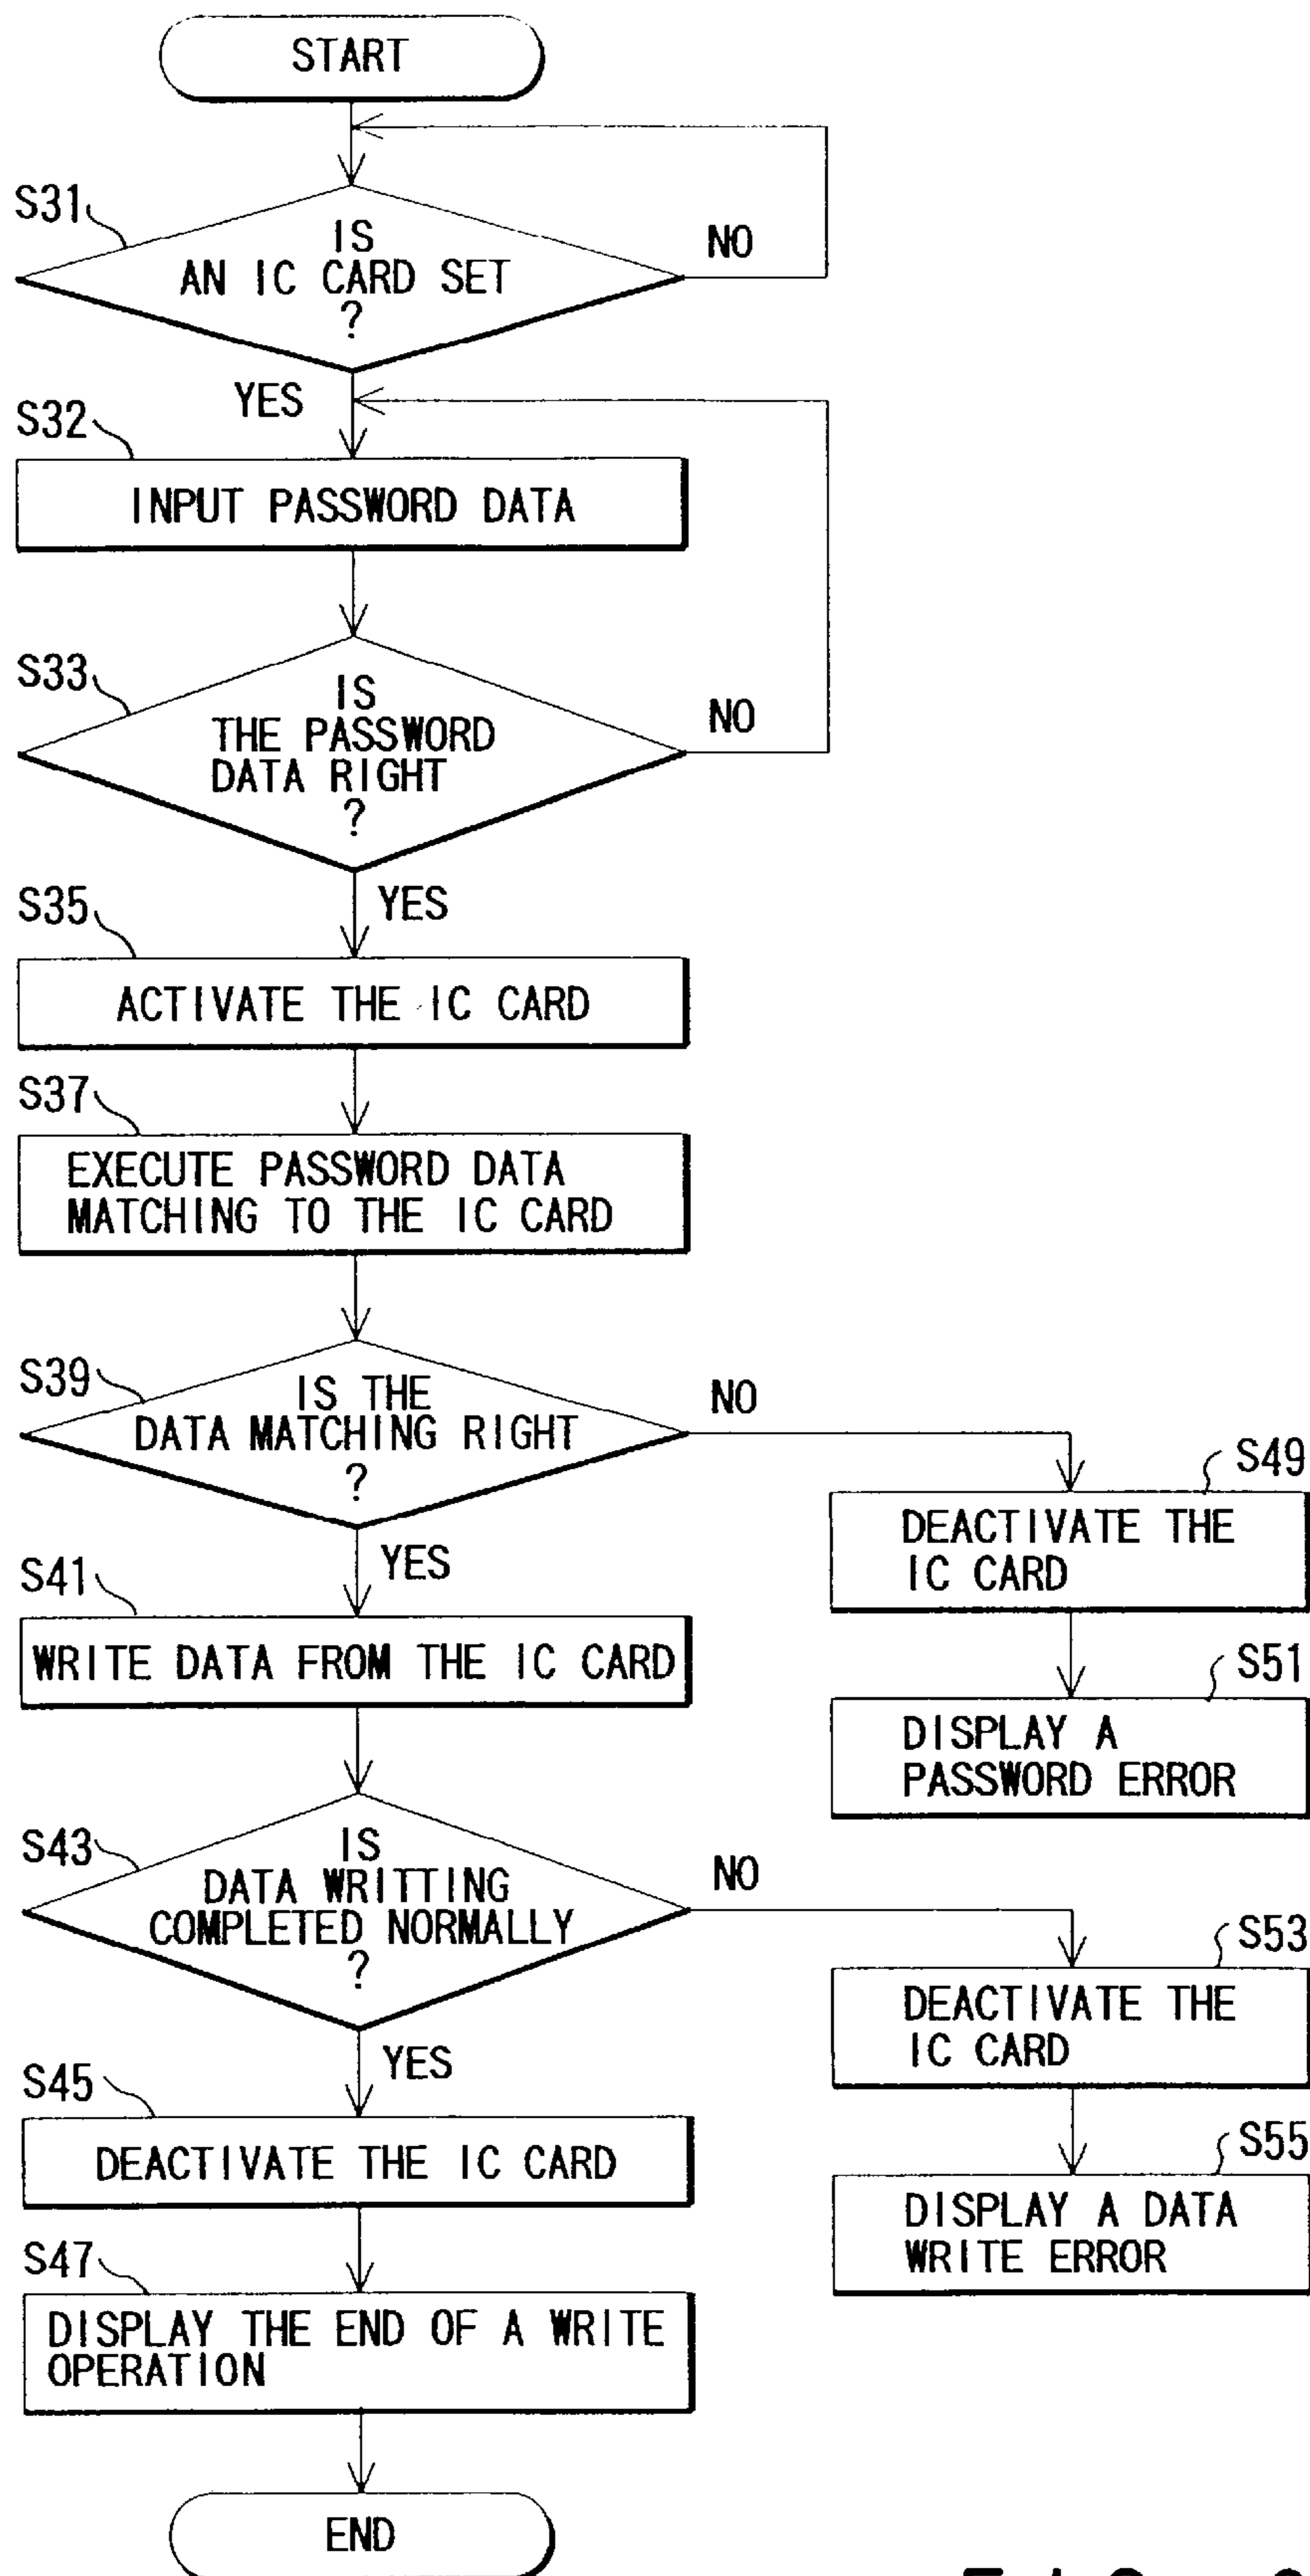 START
S31
IS
AN IC CARD SET
?
NO
YES
S32
INPUT PASSWORD DATA
S33
IS
THE PASSWORD
DATA RIGHT
?
NO
YES
S35
ACTIVATE THE IC CARD
S37
EXECUTE PASSWORD DATA
MATCHING TO THE IC CARD
S39
IS THE
DATA MATCHING RIGHT
?
NO
YES
S49
DEACTIVATE THE
IC CARD
S41
WRITE DATA FROM THE IC CARD
S51
DISPLAY A
PASSWORD ERROR
S43
IS
DATA WRITTING
COMPLETED NORMALLY
?
NO
YES
S53
DEACTIVATE THE
IC CARD
S45
DEACTIVATE THE IC CARD
S55
DISPLAY A DATA
WRITE ERROR
S47
DISPLAY THE END OF A WRITE
OPERATION
END